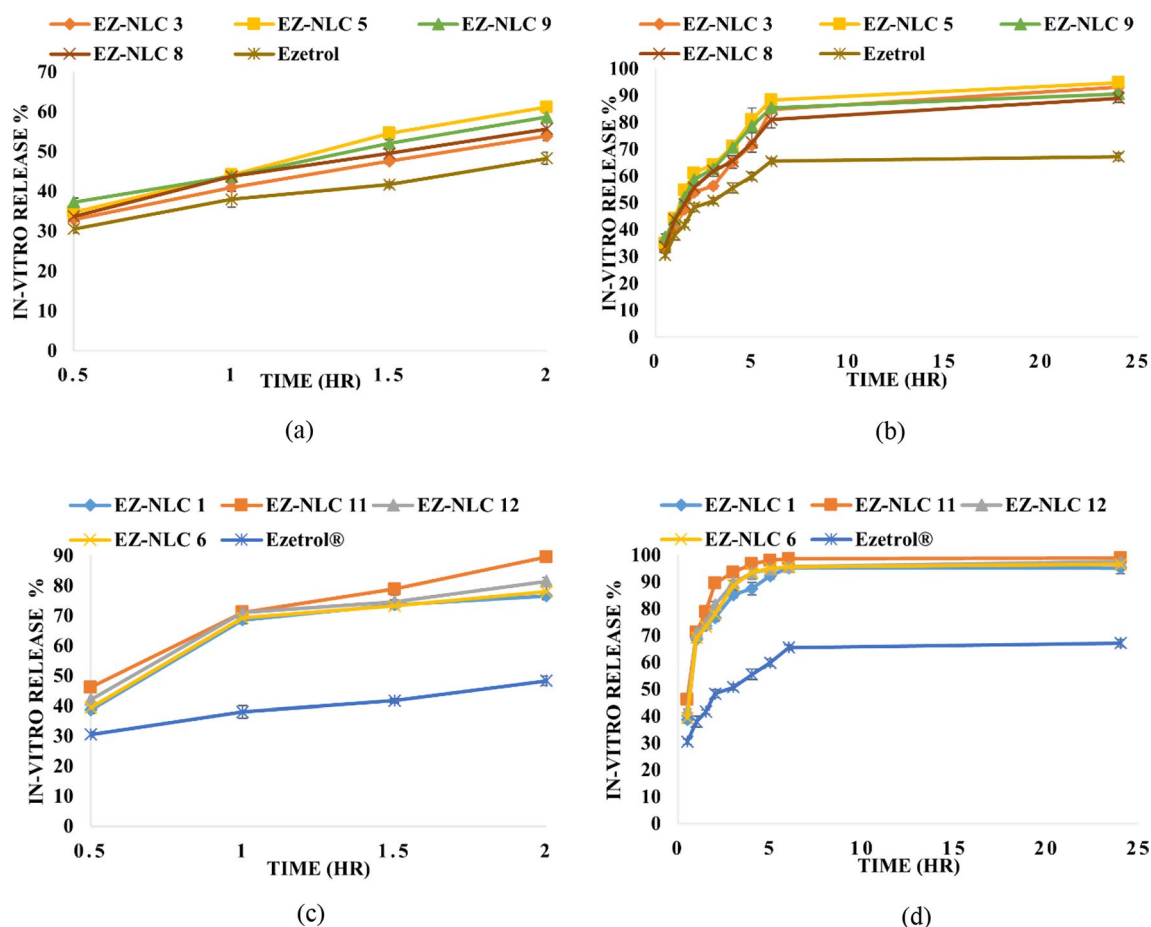 EZ-NLC 3 EZ-NLC 5 EZ-NLC 9
EZ-NLC 8 Ezetrol
70
60
50
40
30
20
10
0
IN-VITRO RELEASE %
0.5 1 1.5 2
TIME (HR)
(a)
EZ-NLC 3 EZ-NLC 5 EZ-NLC 9
EZ-NLC 8 Ezetrol
100
90
80
70
60
50
40
30
20
10
0
IN-VITRO RELEASE %
0 5 10 15 20 25
TIME (HR)
(b)
EZ-NLC 1 EZ-NLC 11 EZ-NLC 12
EZ-NLC 6 Ezetrol®
90
80
70
60
50
40
30
20
10
0
IN-VITRO RELEASE %
0.5 1 1.5 2
TIME (HR)
(c)
EZ-NLC 1 EZ-NLC 11 EZ-NLC 12
EZ-NLC 6 Ezetrol®
100
90
80
70
60
50
40
30
20
10
0
IN-VITRO RELEASE %
0 5 10 15 20 25
TIME (HR)
(d)